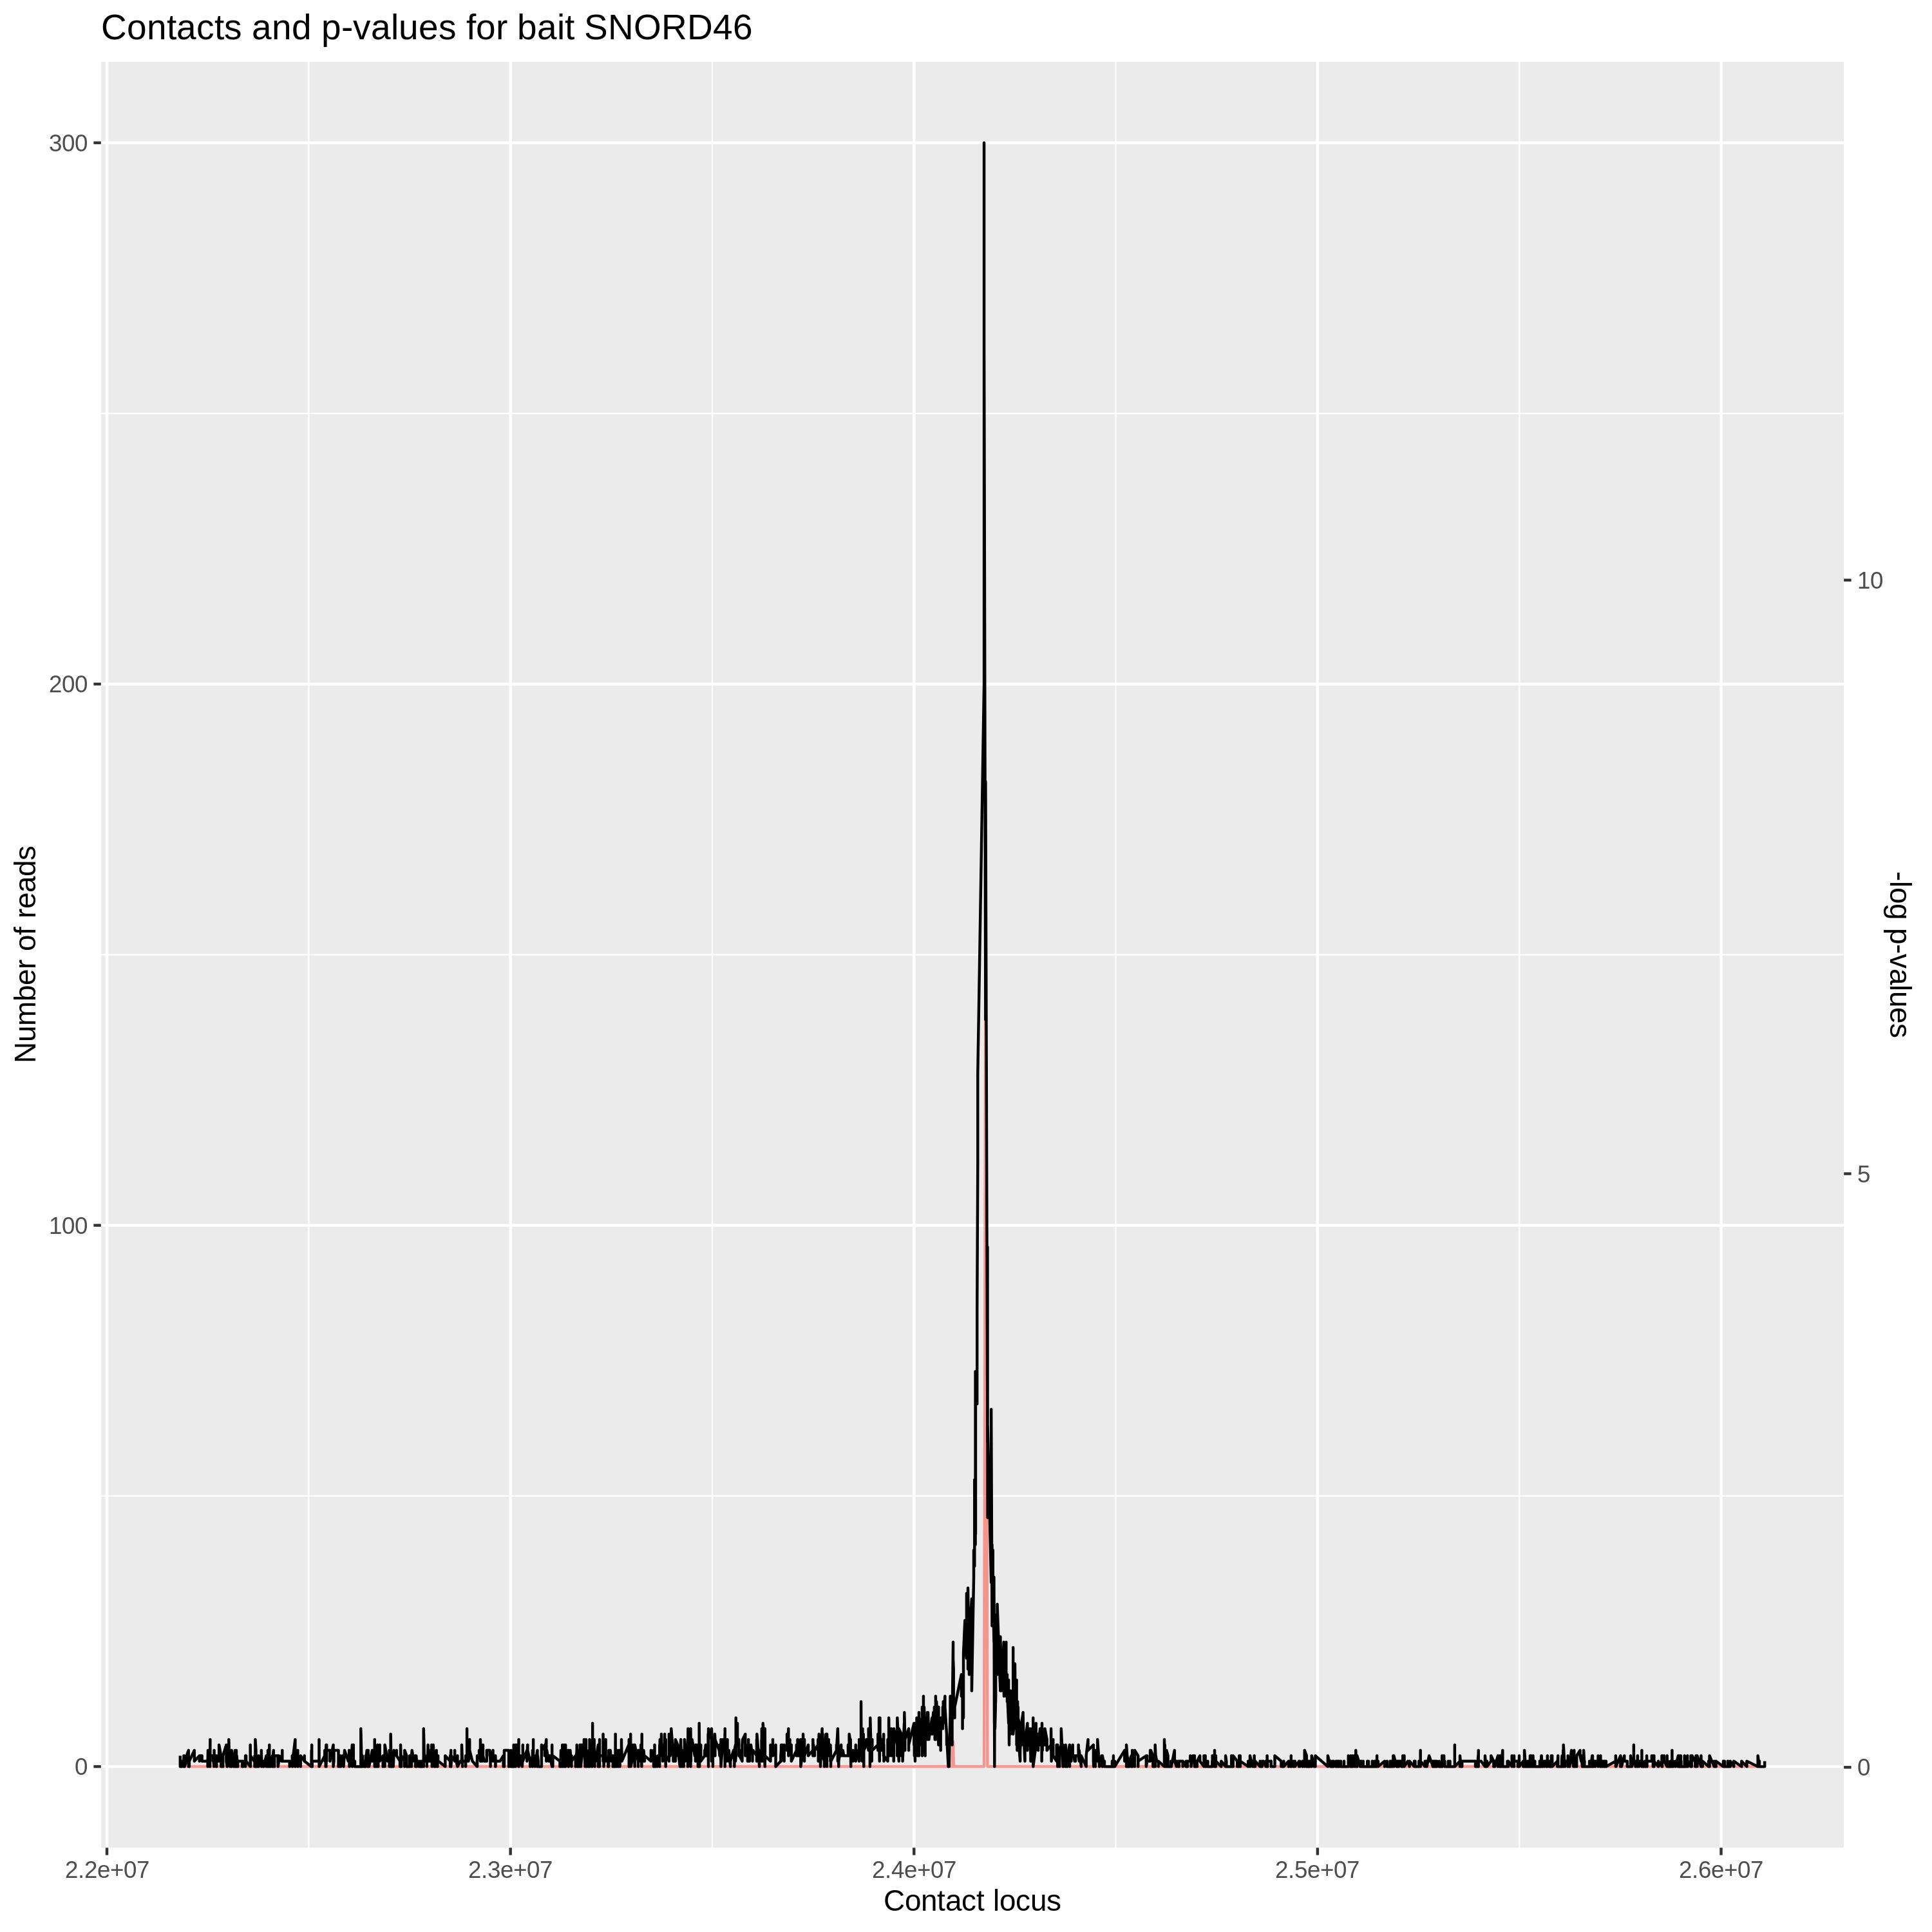 Contacts and p-values for bait SNORD46
300
200
100
0
Number of reads
10
5
0
-log p-values
2.2e+07
2.3e+07
2.4e+07
2.5e+07
2.6e+07
Contact locus